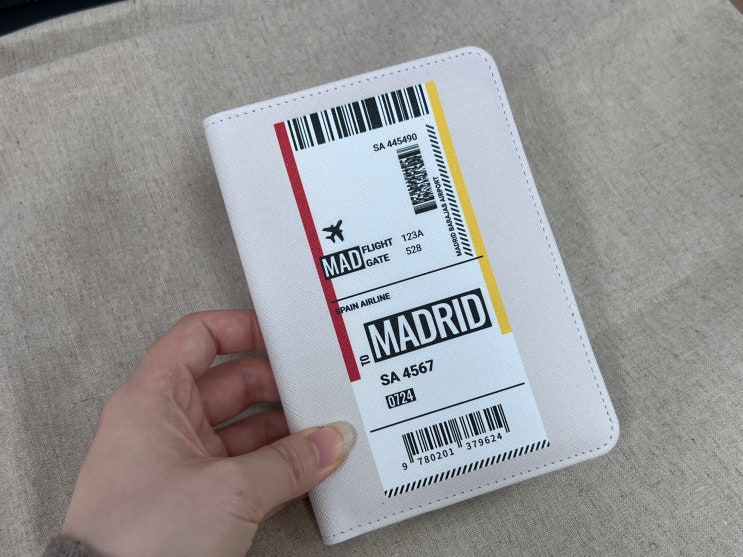 SA 445490
MADRID BARAJAS AIRPORT
MAD FLIGHT 123A
GATE 528
SPAIN AIRLINE
TO MADRID
SA 4567
0724
9 780201 379624